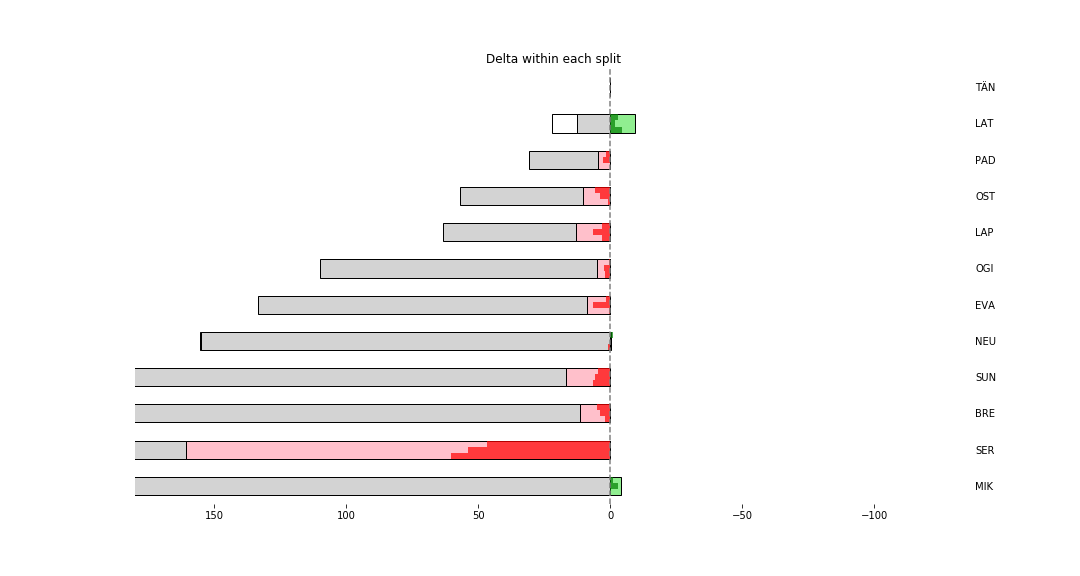 Delta within each split
TÄN
LAT
PAD
OST
LAP
OGI
EVA
NEU
SUN
BRE
SER
MIK
150 100 50 0 −50 −100